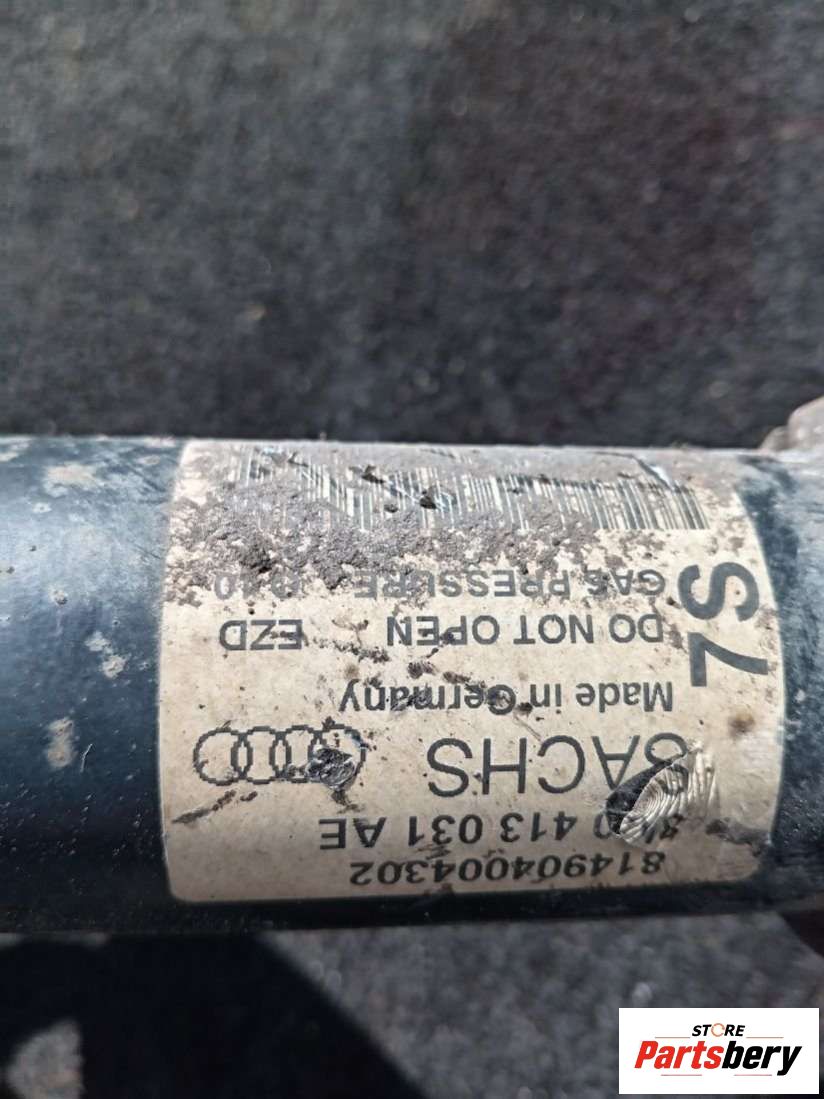 814904004302
413 031 AE
SACHS
Made in Germany
DO NOT OPEN EZD
GAS PRESSURE
S7
STORE
Partsbery